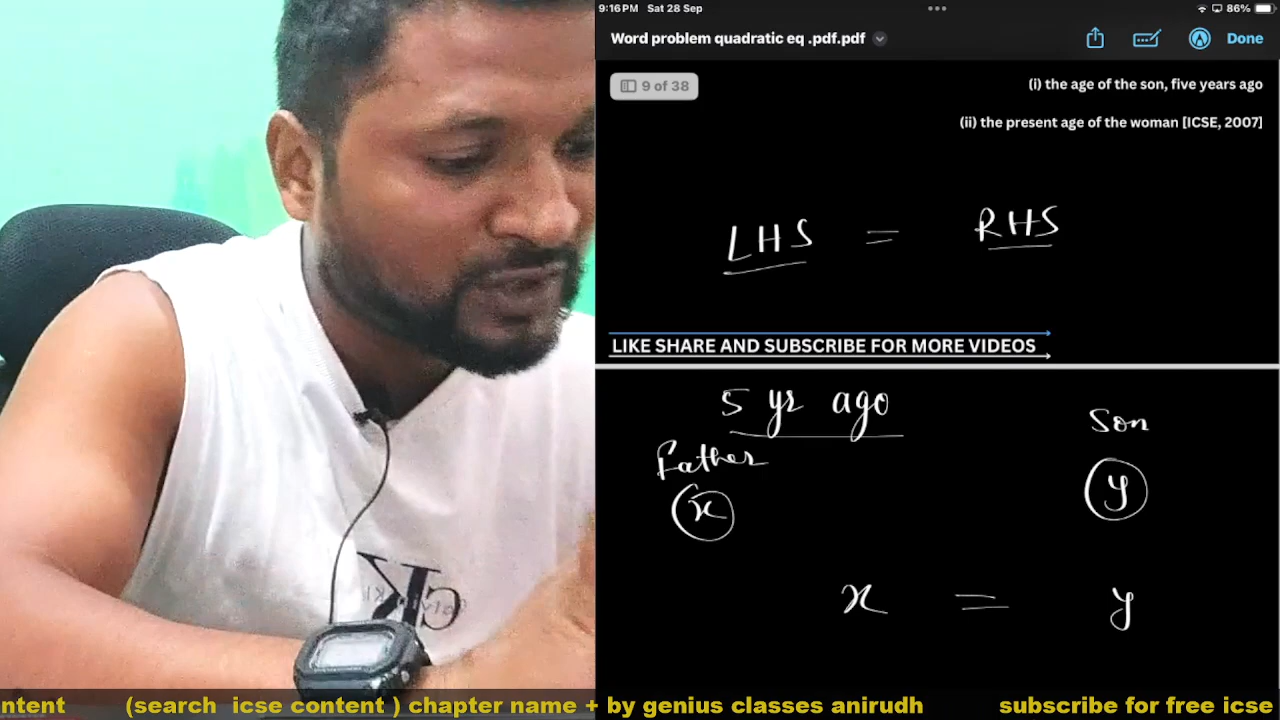 9:16 PM Sat 28 Sep
86%
Word problem quadratic eq .pdf.pdf
Done
9 of 38
(i) the age of the son, five years ago
(ii) the present age of the woman [ICSE, 2007]
LHS = RHS
LIKE SHARE AND SUBSCRIBE FOR MORE VIDEOS
5 yr ago
Father
Son
x
y
x = y
CK
ntent (search icse content ) chapter name + by genius classes anirudh subscribe for free icse